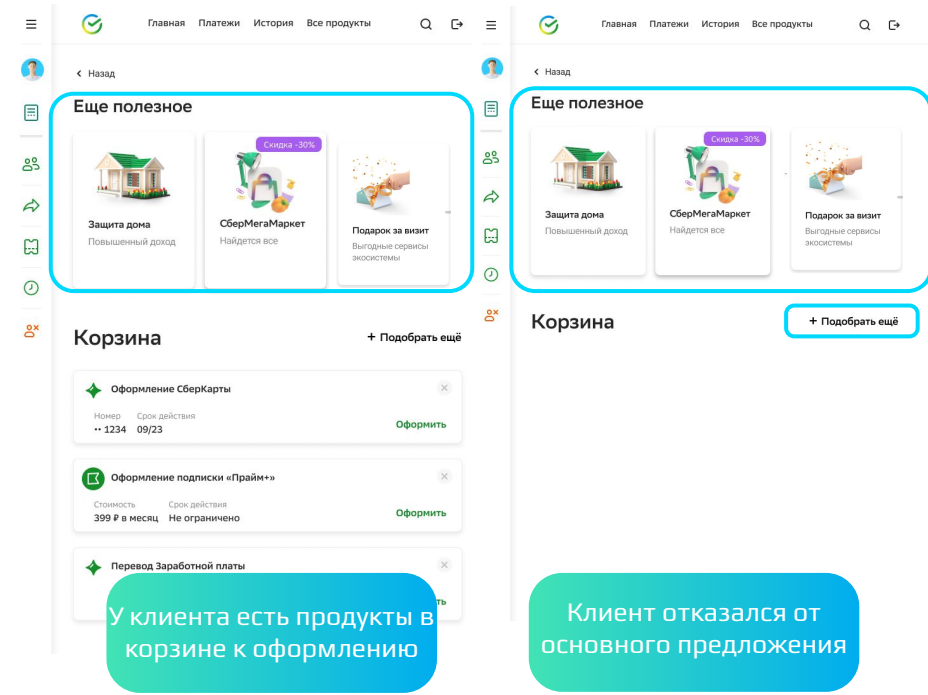 Главная Платежи История Все продукты
Назад
Еще полезное
Скидка -30%
Защита дома
Повышенный доход
СберМегаМаркет
Найдется все
Подарок за визит
Выгодные сервисы
экосистемы
Корзина
+ Подобрать ещё
Оформление СберКарты
Номер Срок действия
•• 1234 09/23
Оформить
Оформление подписки «Прайм+»
Стоимость Срок действия
399 ₽ в месяц Не ограничено
Оформить
Перевод Заработной платы
ть
У клиента есть продукты в
корзине к оформлению
Главная Платежи История Все продукты
Назад
Еще полезное
Скидка -30%
Защита дома
Повышенный доход
СберМегаМаркет
Найдется все
Подарок за визит
Выгодные сервисы
экосистемы
Корзина
+ Подобрать ещё
Клиент отказался от
основного предложения